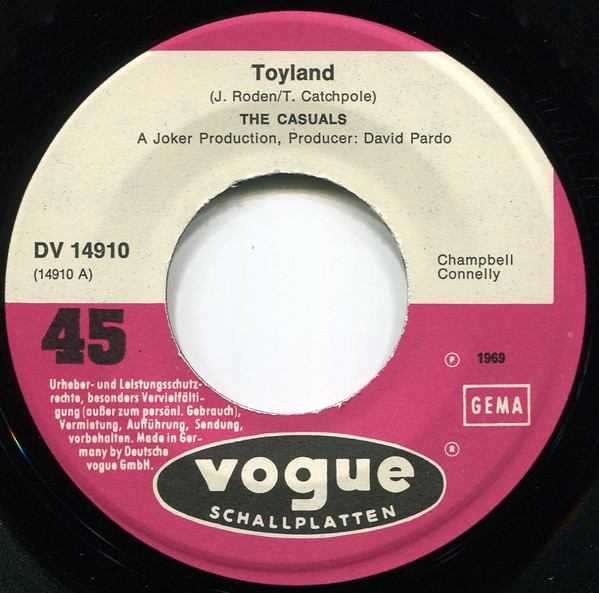 Toyland
(J. Roden/T. Catchpole)
THE CASUALS
A Joker Production, Producer: David Pardo
DV 14910
(14910 A)
Champbell
Connelly
45
Urheber- und Leistungsschutz-
rechte, besonders Vervielfälti-
gung (außer zum persönl. Gebrauch),
Vermietung, Aufführung, Sendung,
vorbehalten. Made in Ger-
many by Deutsche
vogue GmbH.
Ⓟ 1969
GEMA
®
vogue
SCHALLPLATTEN